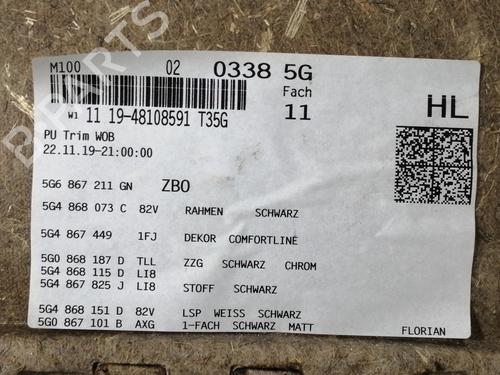 M100 02 0338 5G
Fach
W1 11 19-48108591 T35G 11 HL
PU Trim WOB
22.11.19-21:00:00
5G6 867 211 GN ZBO
5G4 868 073 C 82V RAHMEN SCHWARZ
5G4 867 449 1FJ DEKOR COMFORTLINE
5G0 868 187 D TLL ZZG SCHWARZ CHROM
5G4 868 115 D LI8
5G4 867 825 J LI8 STOFF SCHWARZ
5G4 868 151 D 82V LSP WEISS SCHWARZ
5G0 867 101 B AXG 1-FACH SCHWARZ MATT
FLORIAN
B-PARTS